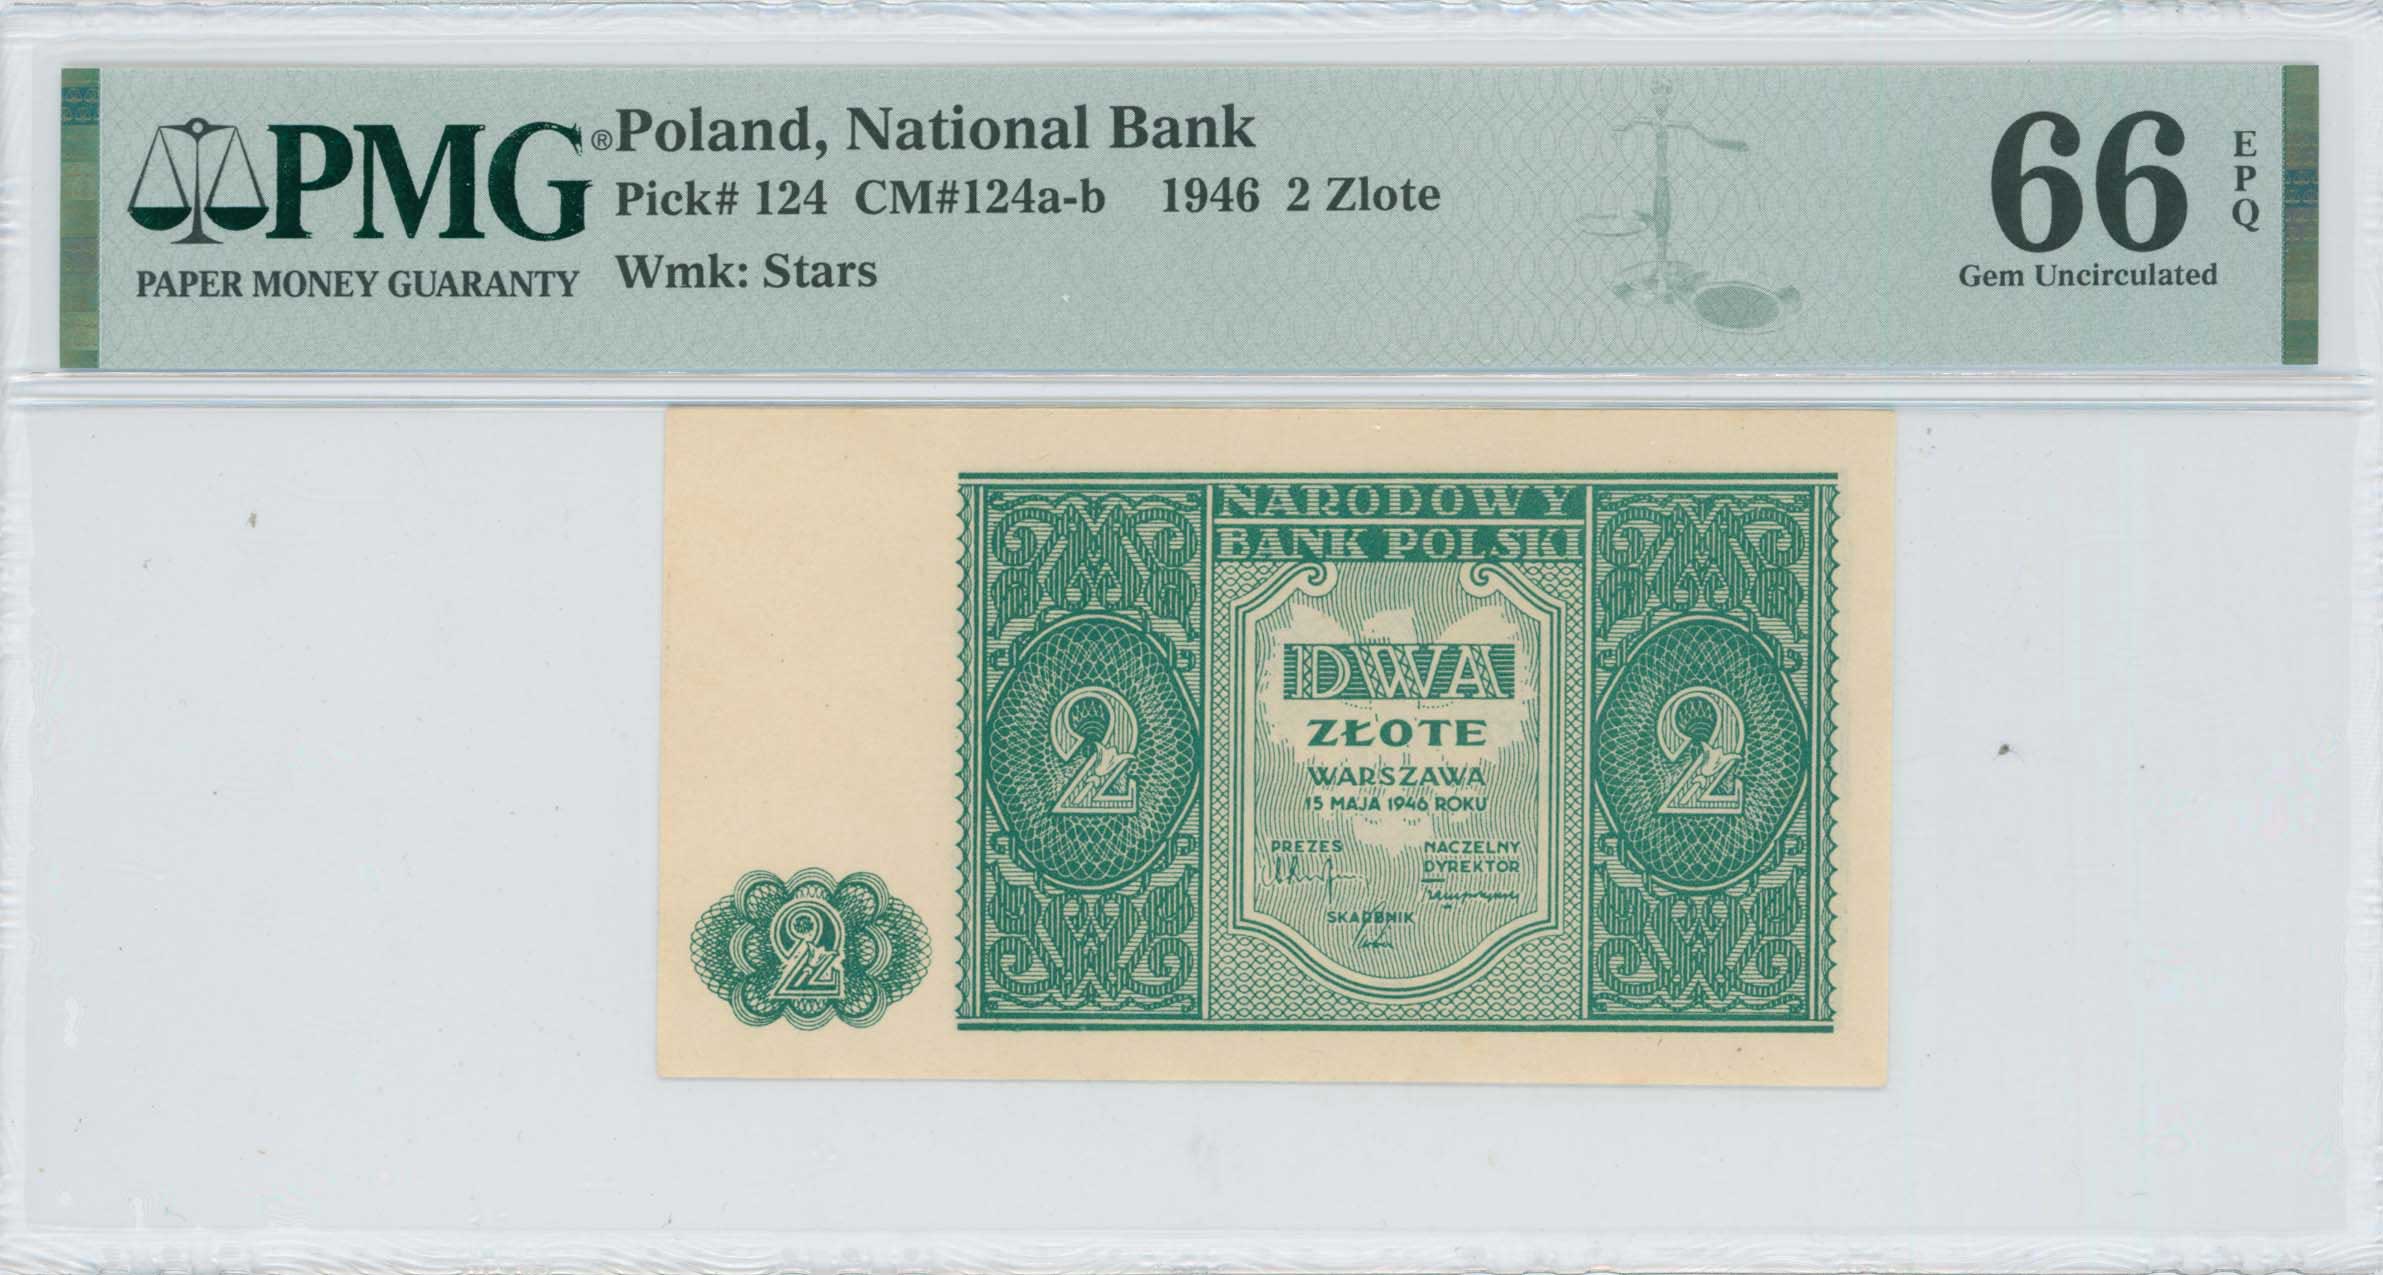 PMG®
PAPER MONEY GUARANTY
Poland, National Bank
Pick# 124 CM#124a-b 1946 2 Zlote
Wmk: Stars
66
EPQ
Gem Uncirculated
NARODOWY
BANK POLSKI
2
2
DWA
ZŁOTE
WARSZAWA
15 MAJA 1946 ROKU
PREZES
NACZELNY
DYREKTOR
SKARBNIK
2